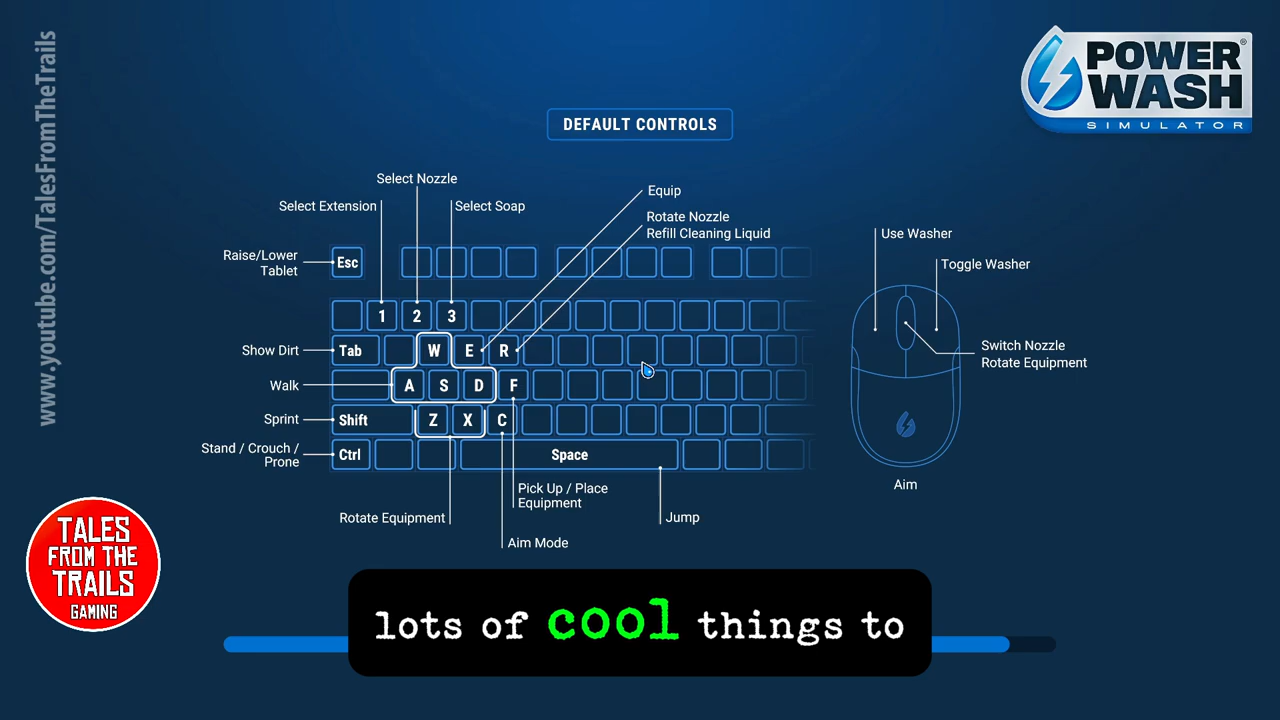 www.youtube.com/TalesFromTheTrails
POWER
WASH
SIMULATOR
DEFAULT CONTROLS
Select Nozzle
Select Extension
Select Soap
Equip
Rotate Nozzle
Refill Cleaning Liquid
Raise/Lower
Tablet
Esc
1 2 3
Show Dirt
Tab W E R
Walk
A S D F
Sprint
Shift Z X C
Stand / Crouch /
Prone
Ctrl Space
Rotate Equipment
Pick Up / Place
Equipment
Aim Mode
Jump
Use Washer
Toggle Washer
Switch Nozzle
Rotate Equipment
Aim
TALES
FROM THE
TRAILS
GAMING
lots of cool things to